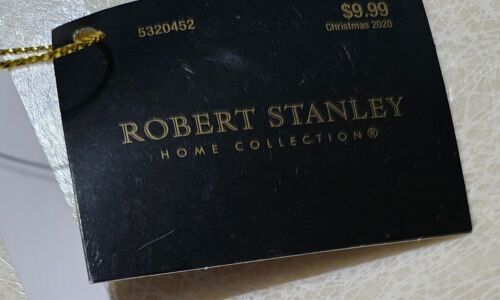 5320452
$9.99
Christmas 2020
ROBERT STANLEY
HOME COLLECTION®